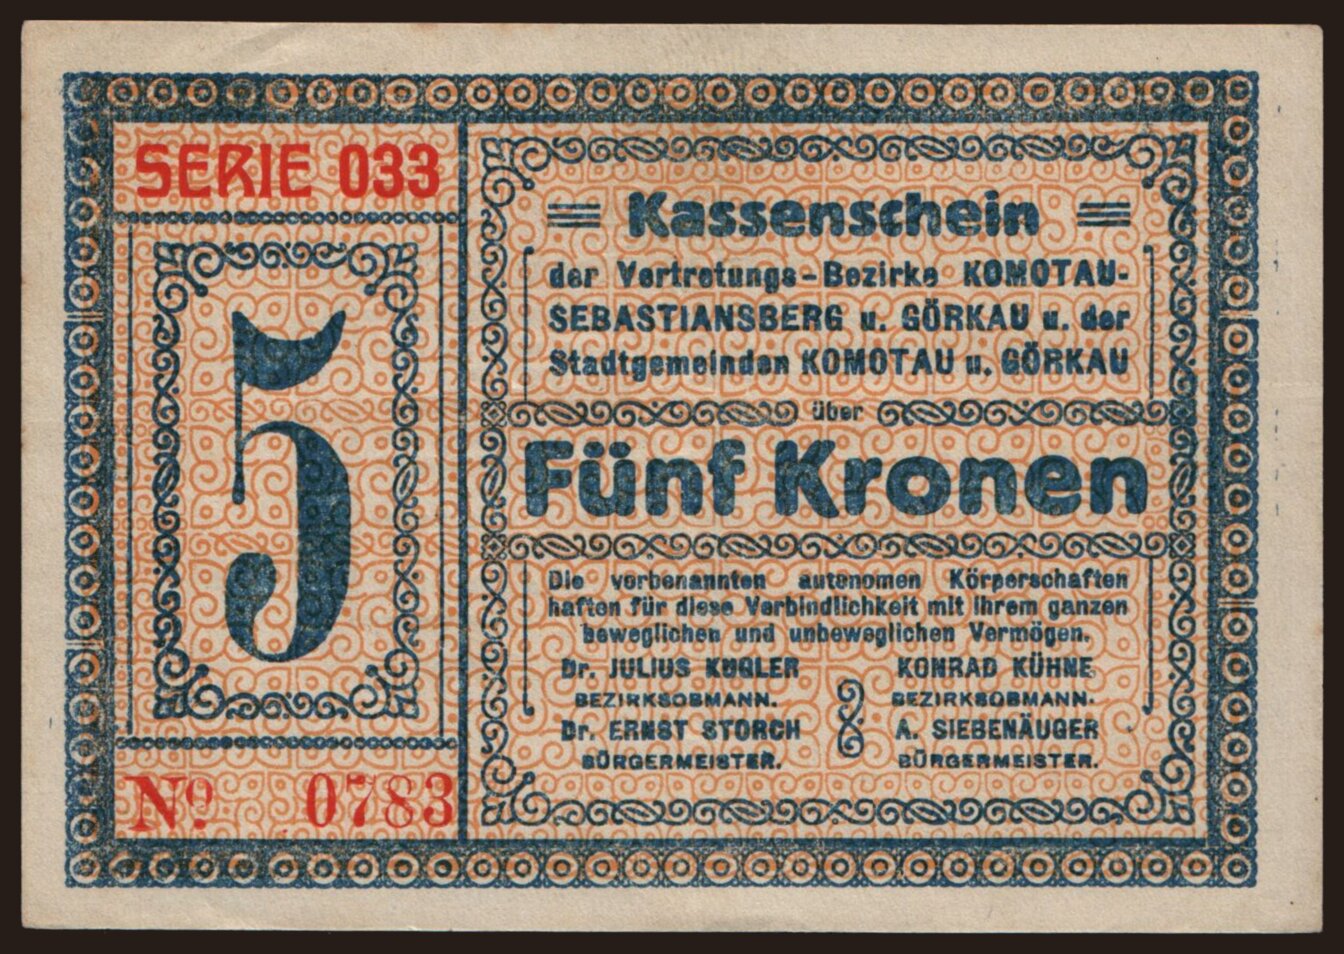 SERIE 033
5
Nº 0783
Kassenschein
der Vertretungs-Bezirke KOMOTAU-
SEBASTIANSBERG u. GÖRKAU u. der
Stadtgemeinden KOMOTAU u. GÖRKAU
über
Fünf Kronen
Die vorbenannten autonomen Körperschaften
haften für diese Verbindlichkeit mit ihrem ganzen
beweglichen und unbeweglichen Vermögen.
Dr. JULIUS KUGLER
BEZIRKSOBMANN.
Dr. ERNST STORCH
BÜRGERMEISTER.
KONRAD KÜHNE
BEZIRKSOBMANN.
A. SIEBENÄUGER
BÜRGERMEISTER.